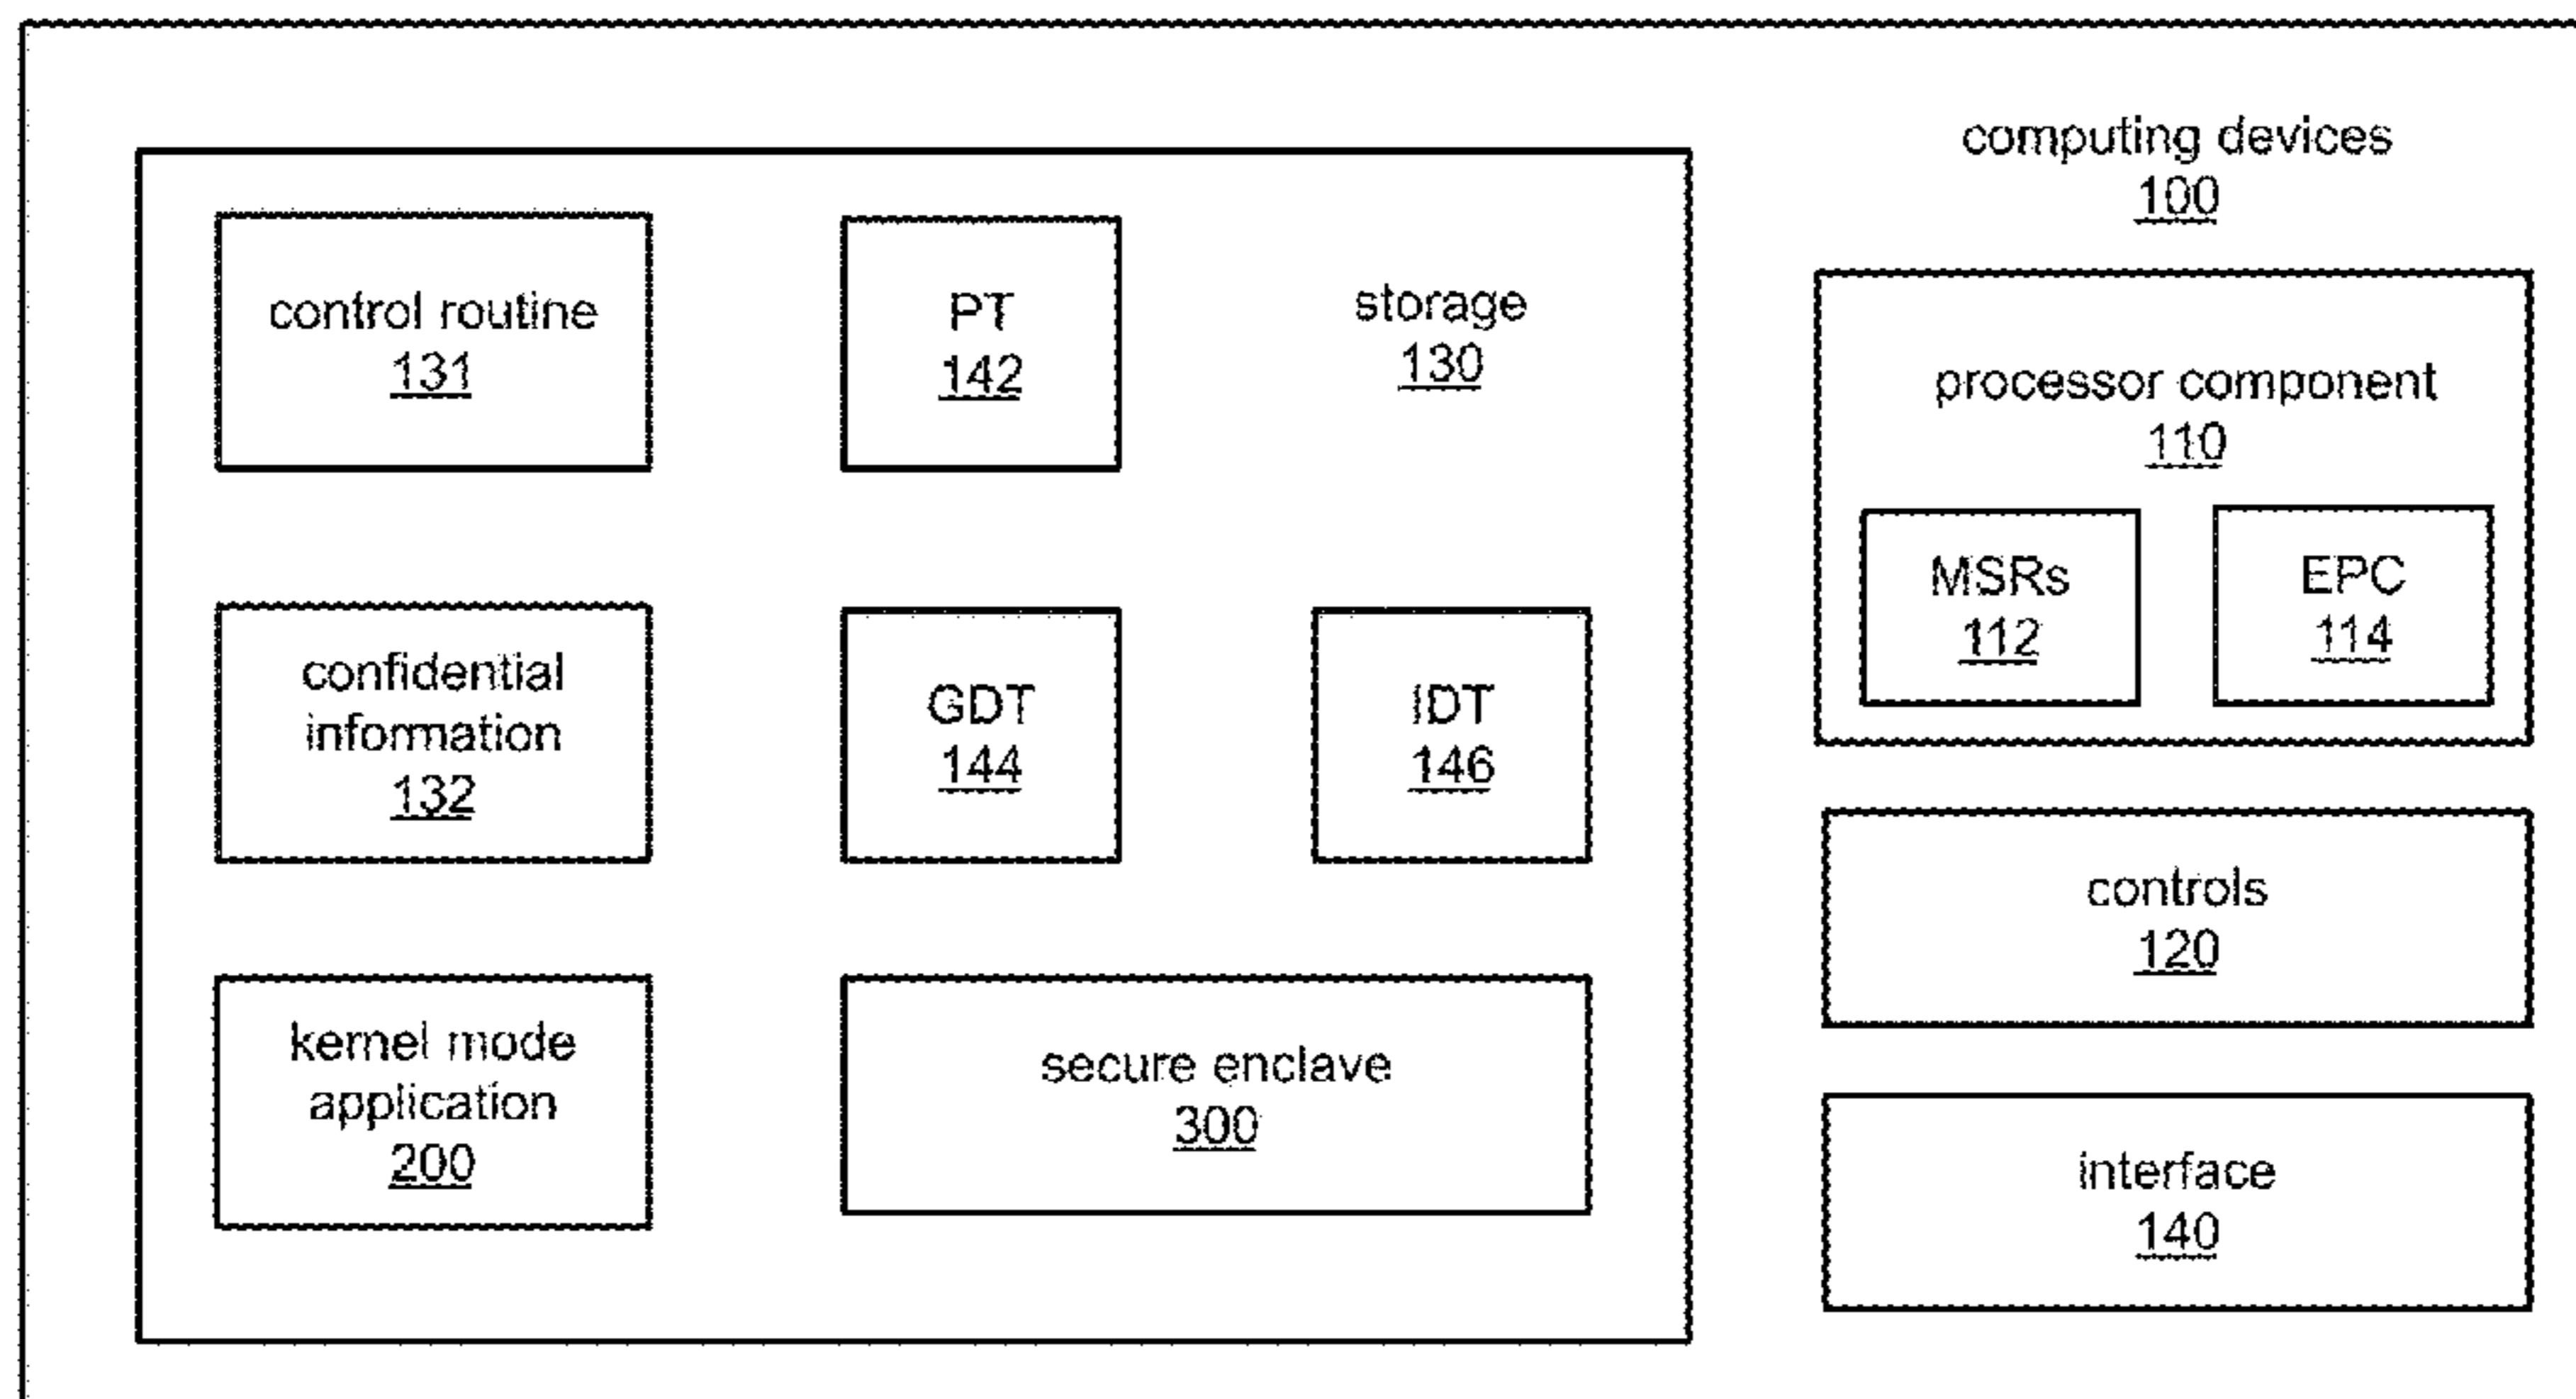 computing devices
100
control routine
131
PT
142
storage
130
processor component
110
MSRs
112
EPC
114
confidential
information
132
GDT
144
IDT
146
controls
120
kernel mode
application
200
secure enclave
300
interface
140